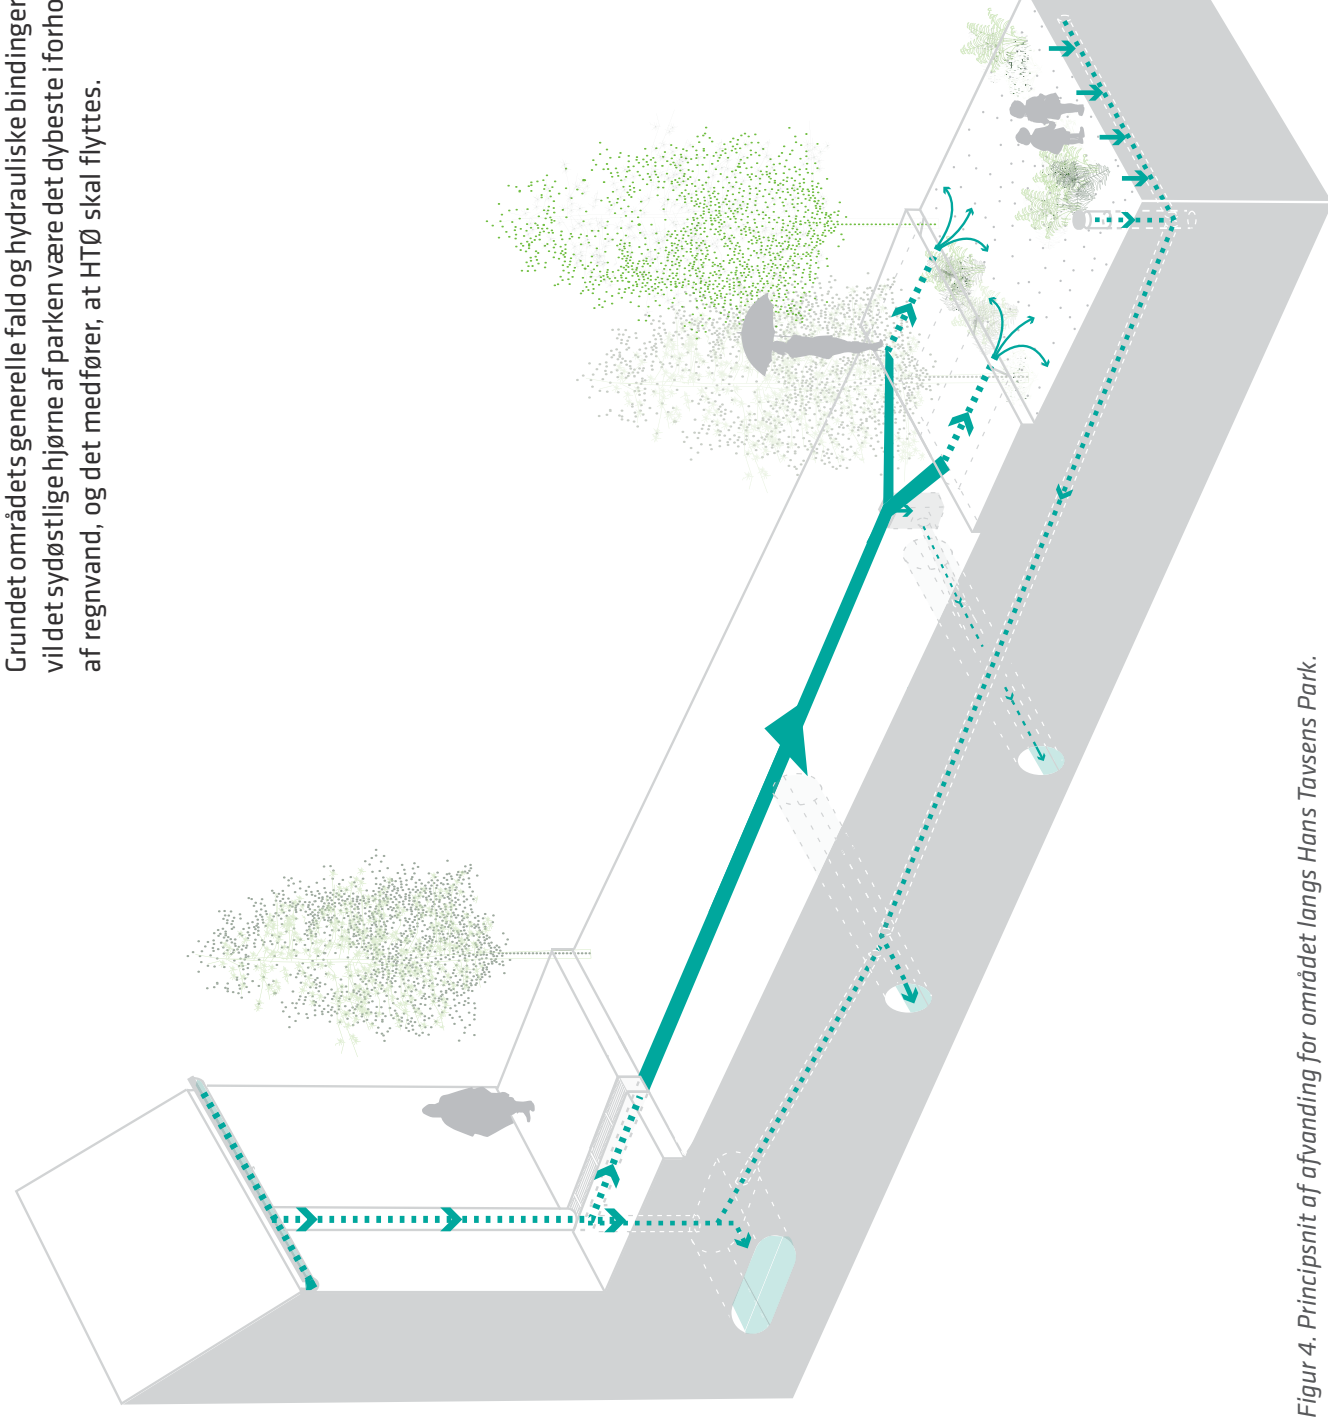 Grundet områdets generelle fald og hydrauliske bindinger
vil det sydøstlige hjørne af parken være det dybeste i forho
af regnvand, og det medfører, at HTØ skal flyttes.
Figur 4. Principsnit af afvanding for området langs Hans Tavsens Park.